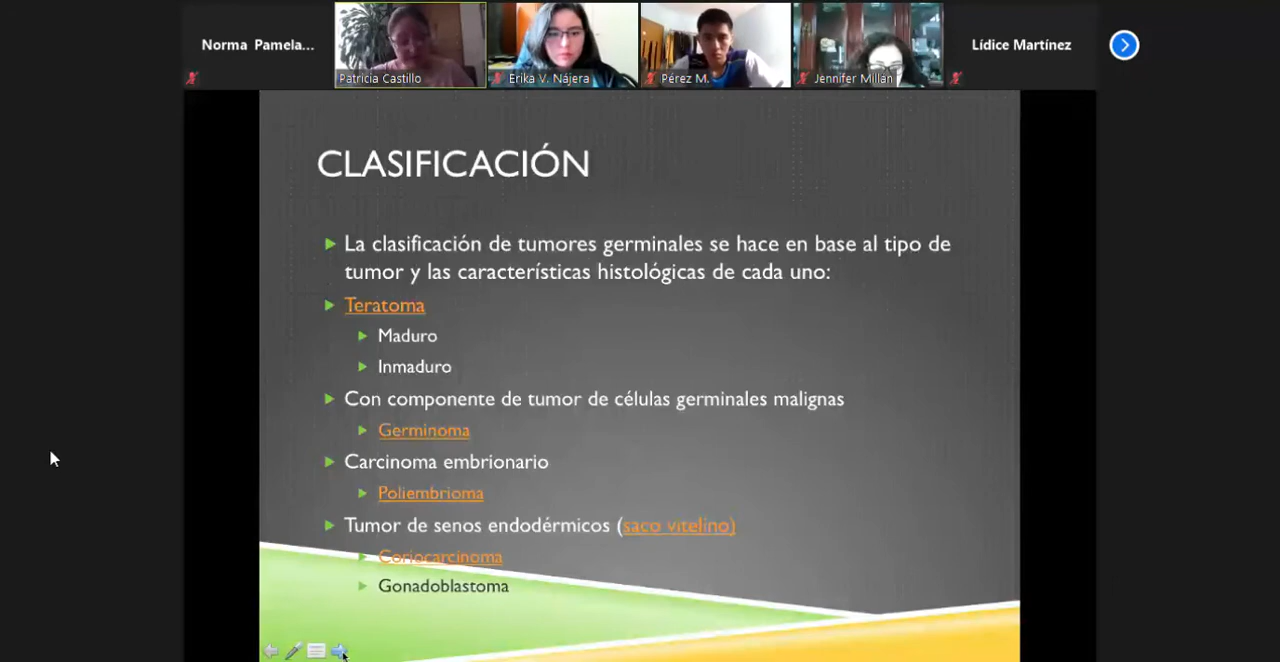 Norma Pamela...
Patricia Castillo
Erika V. Nájera
Pérez M.
Jennifer Millán
Lídice Martínez
CLASIFICACIÓN
La clasificación de tumores germinales se hace en base al tipo de
tumor y las características histológicas de cada uno:
Teratoma
Maduro
Inmaduro
Con componente de tumor de células germinales malignas
Germinoma
Carcinoma embrionario
Poliembrioma
Tumor de senos endodérmicos (saco vitelino)
Coriocarcinoma
Gonadoblastoma